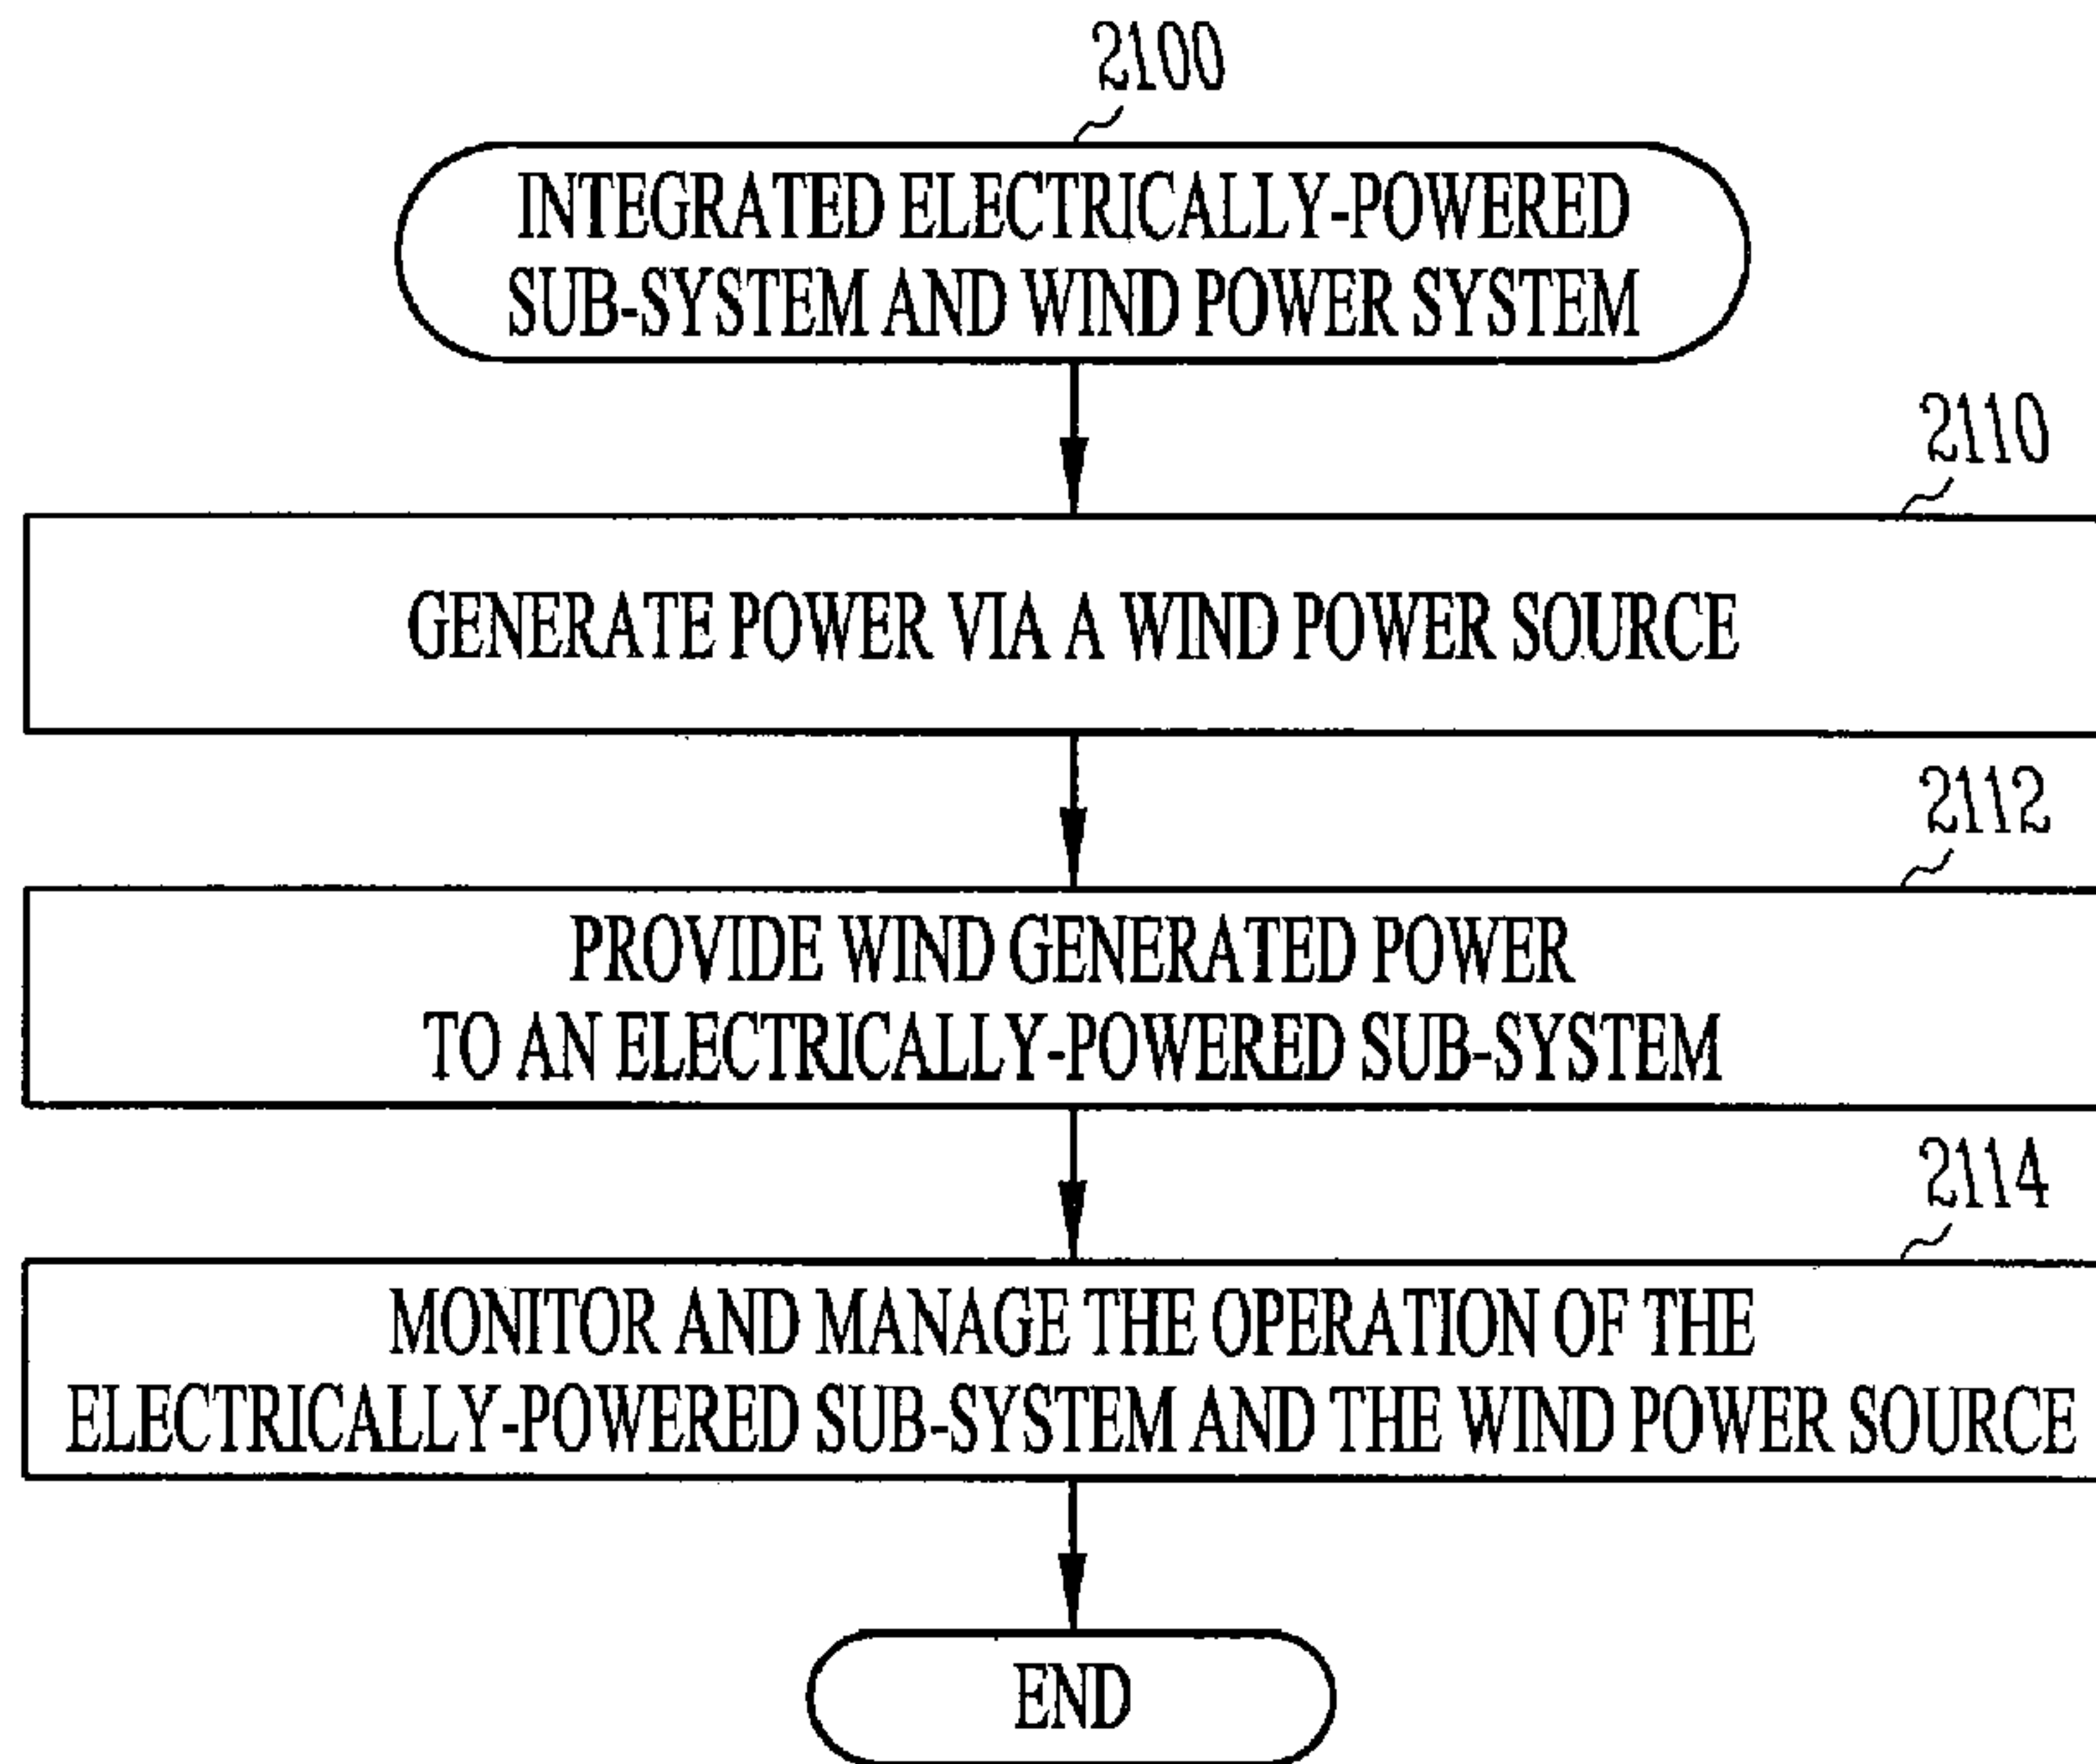 2100
INTEGRATED ELECTRICALLY-POWERED
SUB-SYSTEM AND WIND POWER SYSTEM
2110
GENERATE POWER VIA A WIND POWER SOURCE
2112
PROVIDE WIND GENERATED POWER
TO AN ELECTRICALLY-POWERED SUB-SYSTEM
2114
MONITOR AND MANAGE THE OPERATION OF THE
ELECTRICALLY-POWERED SUB-SYSTEM AND THE WIND POWER SOURCE
END